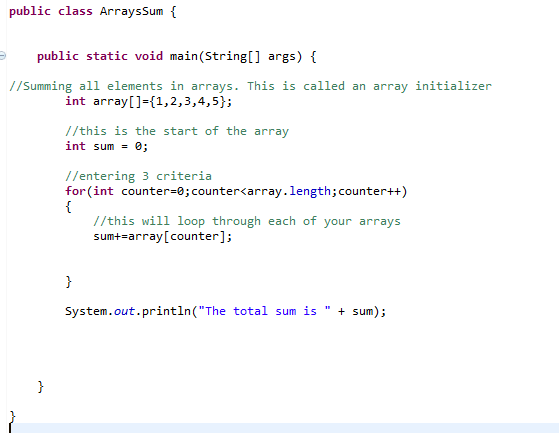 public class ArraysSum {
public static void main(String[] args) {
//Summing all elements in arrays. This is called an array initializer
int array[]={1,2,3,4,5};
//this is the start of the array
int sum = 0;
//entering 3 criteria
for(int counter=0;counter<array.length;counter++)
{
//this will loop through each of your arrays
sum+=array[counter];
}
System.out.println("The total sum is " + sum);
}
}